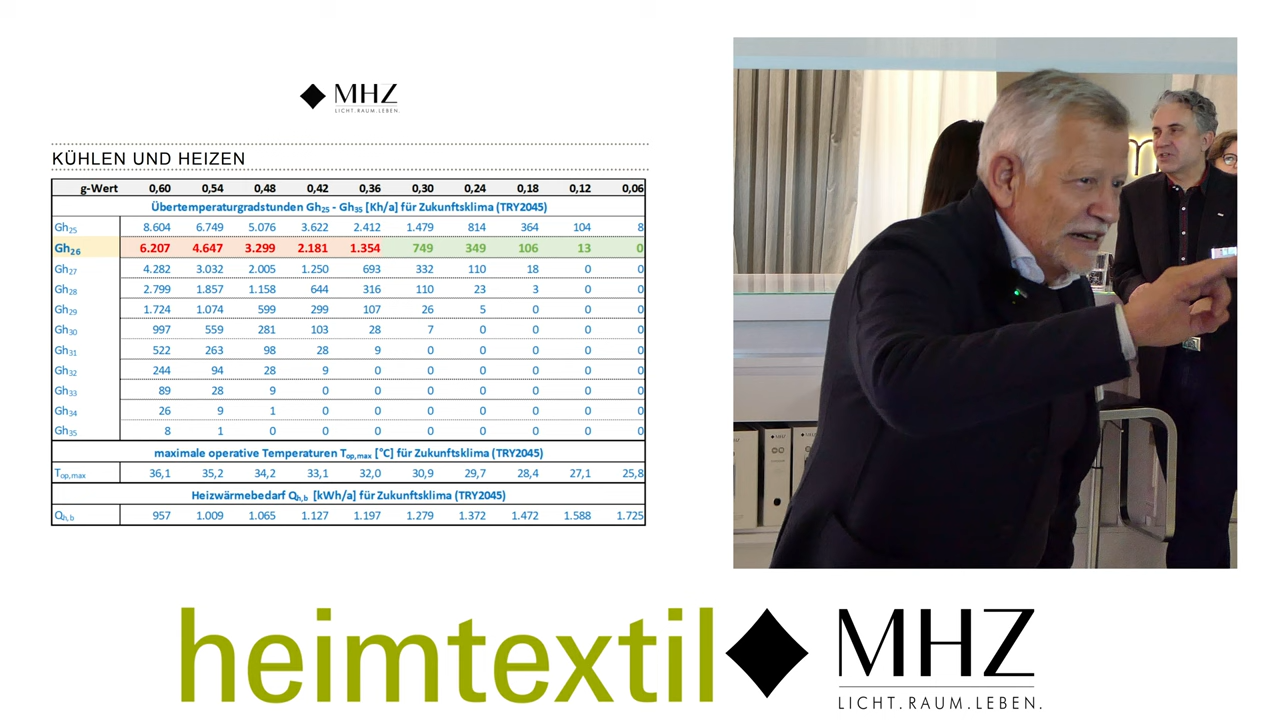 MHZ
LICHT.RAUM.LEBEN.
KÜHLEN UND HEIZEN
g-Wert 0,60 0,54 0,48 0,42 0,36 0,30 0,24 0,18 0,12 0,06
Übertemperaturgradstunden Gh25 - Gh35 [Kh/a] für Zukunftsklima (TRY2045)
Gh25 8.604 6.749 5.076 3.622 2.412 1.479 814 364 104 8
Gh26 6.207 4.647 3.299 2.181 1.354 749 349 106 13 0
Gh27 4.282 3.032 2.005 1.250 693 332 110 18 0 0
Gh28 2.799 1.857 1.158 644 316 110 23 3 0 0
Gh29 1.724 1.074 599 299 107 26 5 0 0 0
Gh30 997 559 281 103 28 7 0 0 0 0
Gh31 522 263 98 28 9 0 0 0 0 0
Gh32 244 94 28 9 0 0 0 0 0 0
Gh33 89 28 9 0 0 0 0 0 0 0
Gh34 26 9 1 0 0 0 0 0 0 0
Gh35 8 1 0 0 0 0 0 0 0 0
maximale operative Temperaturen Top,max [°C] für Zukunftsklima (TRY2045)
Top,max 36,1 35,2 34,2 33,1 32,0 30,9 29,7 28,4 27,1 25,8
Heizwärmebedarf Qh,b [kWh/a] für Zukunftsklima (TRY2045)
Qh,b 957 1.009 1.065 1.127 1.197 1.279 1.372 1.472 1.588 1.725
heimtextil MHZ
LICHT.RAUM.LEBEN.